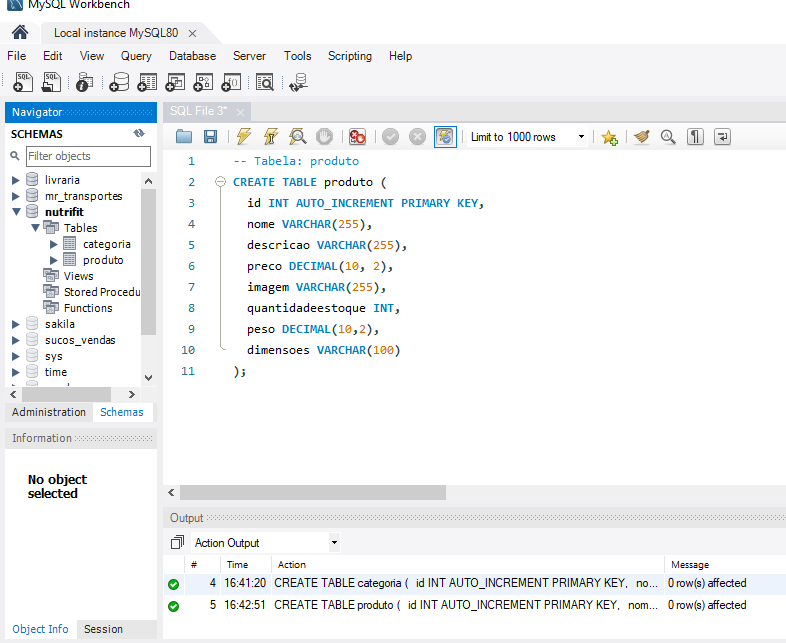 MySQL Workbench
Local instance MySQL80 ×
File Edit View Query Database Server Tools Scripting Help
Navigator
SCHEMAS
Filter objects
livraria
mr_transportes
nutrifit
Tables
categoria
produto
Views
Stored Procedu
Functions
sakila
sucos_vendas
sys
time
Administration Schemas
Information
No object
selected
Object Info Session
SQL File 3* ×
Limit to 1000 rows
1 -- Tabela: produto
2 CREATE TABLE produto (
3 id INT AUTO_INCREMENT PRIMARY KEY,
4 nome VARCHAR(255),
5 descricao VARCHAR(255),
6 preco DECIMAL(10, 2),
7 imagem VARCHAR(255),
8 quantidadeestoque INT,
9 peso DECIMAL(10,2),
10 dimensoes VARCHAR(100)
11 );
Output
Action Output
# Time Action Message
4 16:41:20 CREATE TABLE categoria ( id INT AUTO_INCREMENT PRIMARY KEY, no... 0 row(s) affected
5 16:42:51 CREATE TABLE produto ( id INT AUTO_INCREMENT PRIMARY KEY, nom... 0 row(s) affected